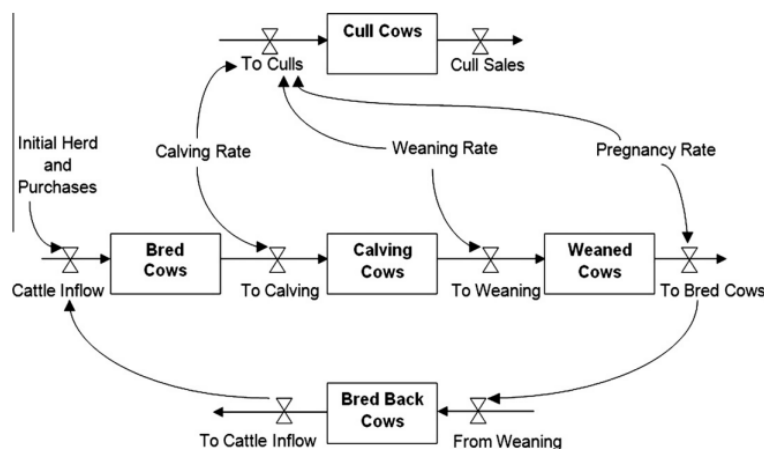 Cull Cows
To Culls
Cull Sales
Initial Herd
and
Purchases
Calving Rate
Weaning Rate
Pregnancy Rate
Bred
Cows
Calving
Cows
Weaned
Cows
Cattle Inflow
To Calving
To Weaning
To Bred Cows
Bred Back
Cows
To Cattle Inflow
From Weaning